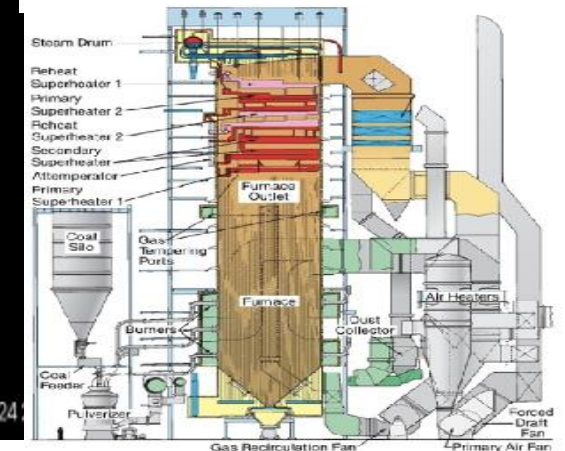 Steam Drum
Reheat
Superheater 1
Primary
Superheater 2
Reheat
Superheater 2
Secondary
Superheater
Attemperator
Primary
Superheater 1
Furnace
Outlet
Coal
Silo
Gas
Tempering
Ports
Furnace
Air Heaters
Burners
Dust
Collector
Coal
Feeder
Pulverizer
24
Forced
Draft
Fan
Gas Recirculation Fan
Primary Air Fan